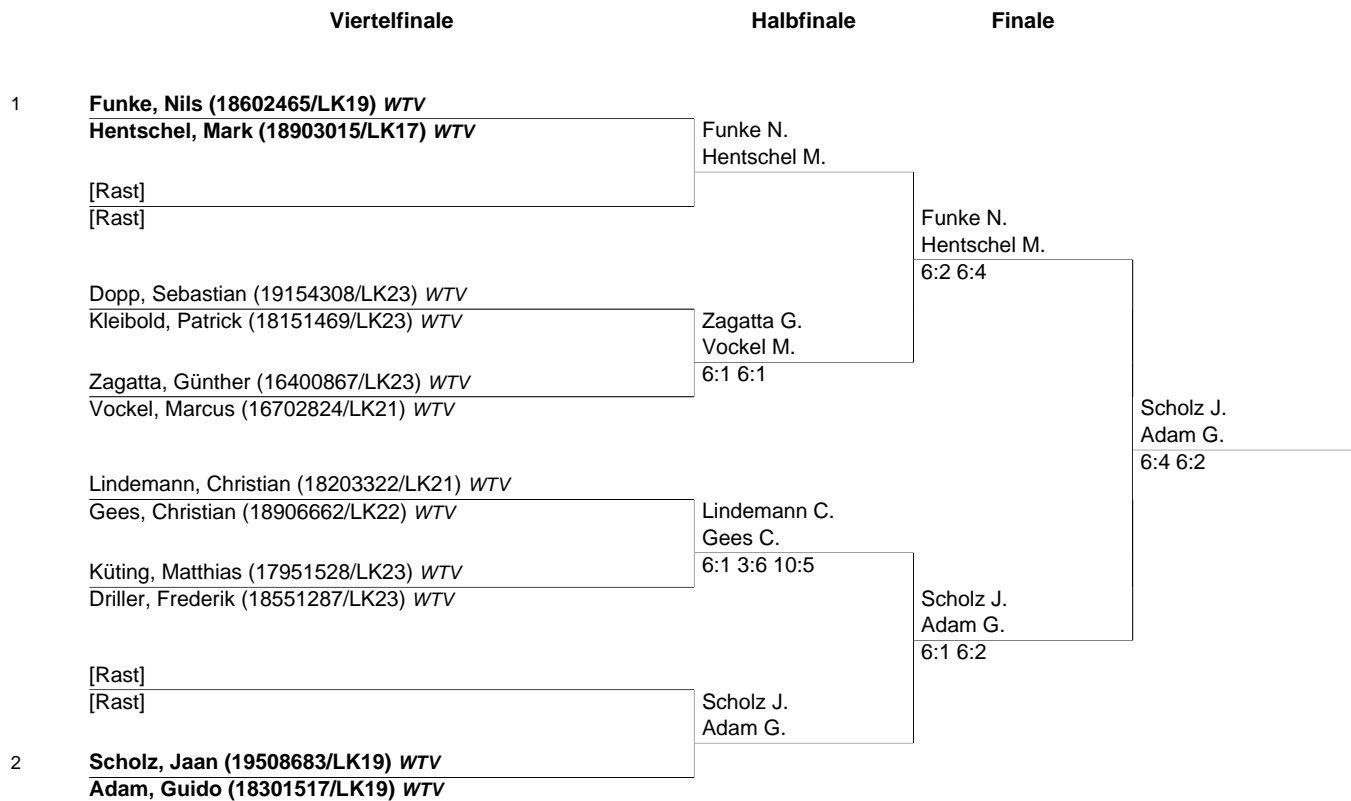 Viertelfinale Halbfinale Finale
1 Funke, Nils (18602465/LK19) WTV
Hentschel, Mark (18903015/LK17) WTV
Funke N.
Hentschel M.
[Rast]
[Rast]
Funke N.
Hentschel M.
6:2 6:4
Dopp, Sebastian (19154308/LK23) WTV
Kleibold, Patrick (18151469/LK23) WTV
Zagatta G.
Vockel M.
6:1 6:1
Zagatta, Günther (16400867/LK23) WTV
Vockel, Marcus (16702824/LK21) WTV
Scholz J.
Adam G.
6:4 6:2
Lindemann, Christian (18203322/LK21) WTV
Gees, Christian (18906662/LK22) WTV
Lindemann C.
Gees C.
6:1 3:6 10:5
Küting, Matthias (17951528/LK23) WTV
Driller, Frederik (18551287/LK23) WTV
Scholz J.
Adam G.
6:1 6:2
[Rast]
[Rast]
Scholz J.
Adam G.
2 Scholz, Jaan (19508683/LK19) WTV
Adam, Guido (18301517/LK19) WTV